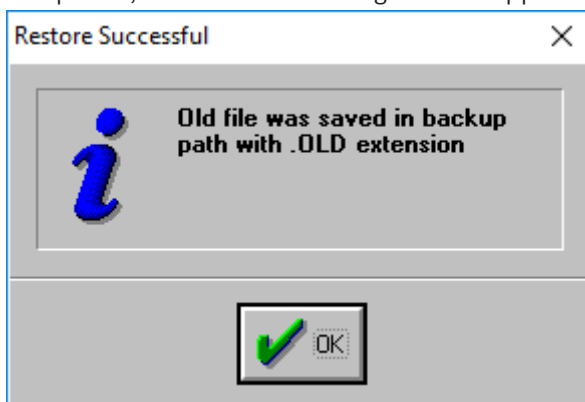 Restore Successful
Old file was saved in backup
path with .OLD extension
OK